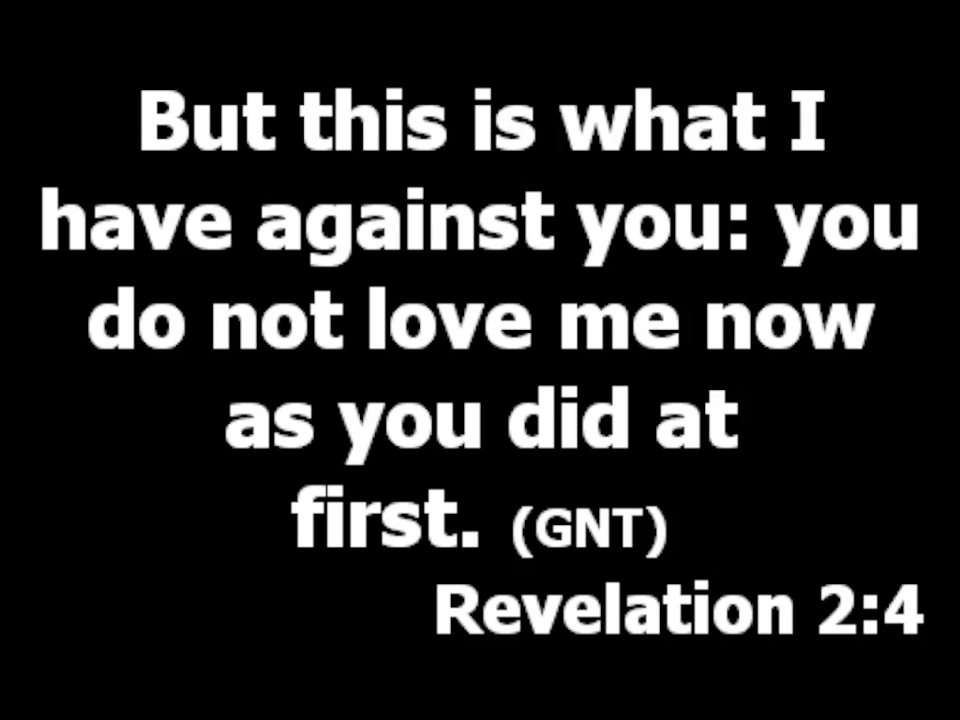 But this is what I
have against you: you
do not love me now
as you did at
first. (GNT)
Revelation 2:4